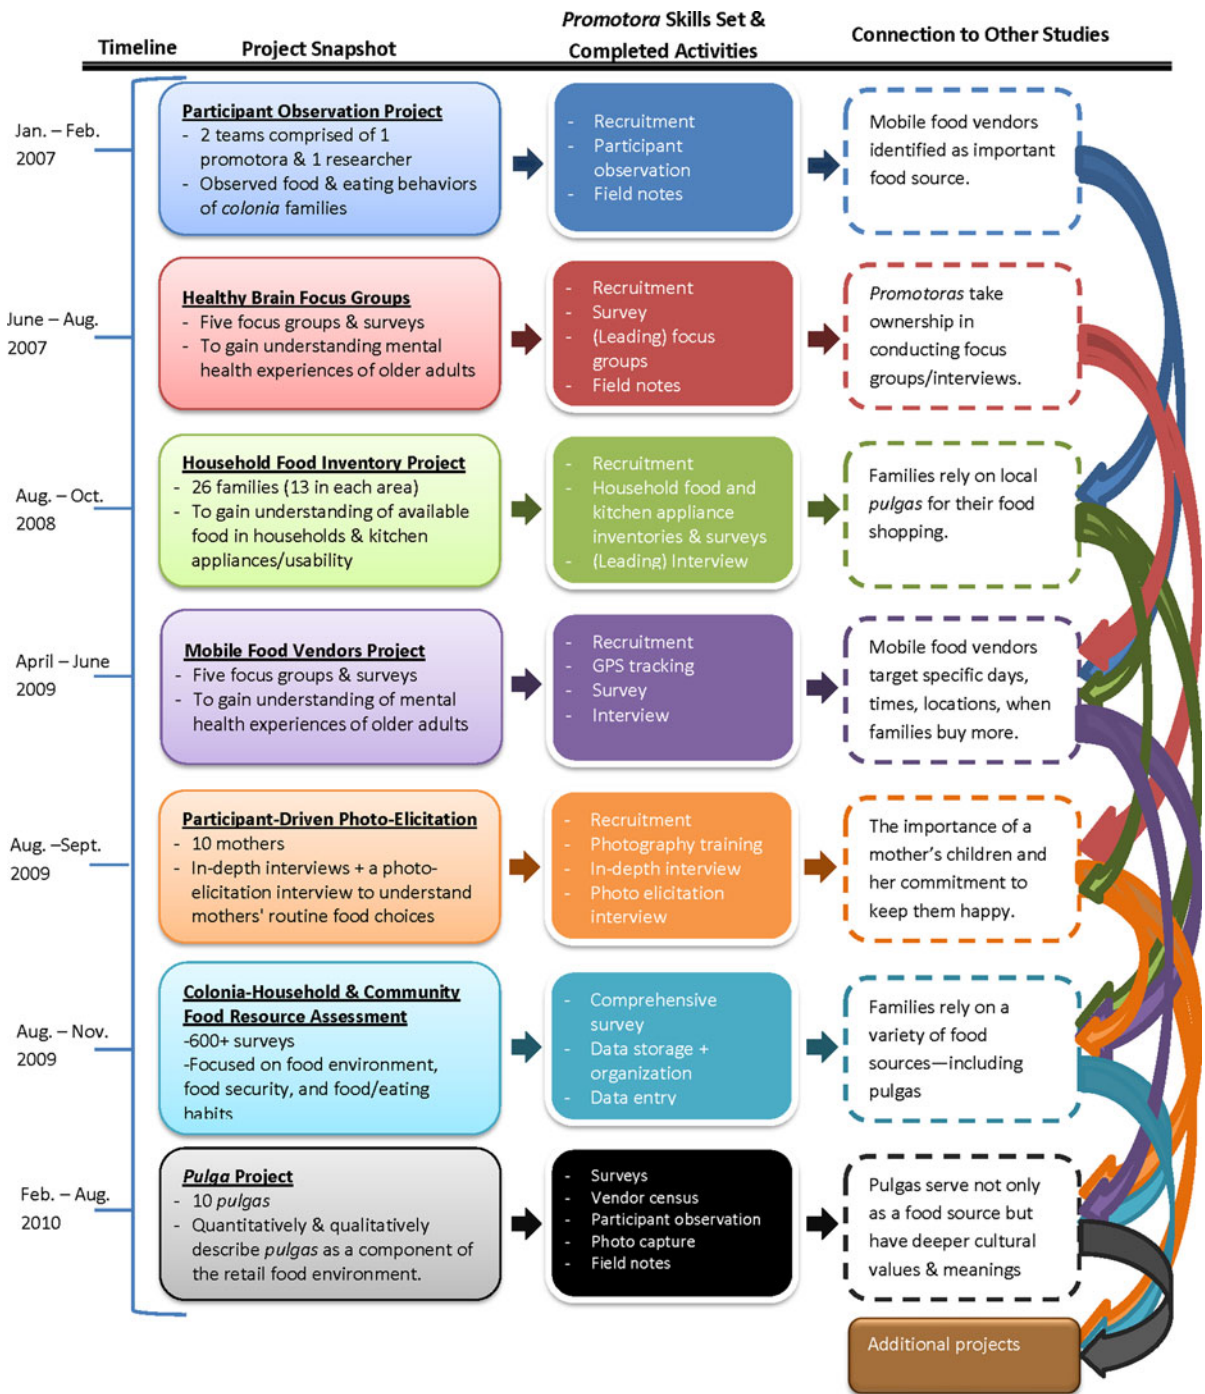 Timeline
Project Snapshot
Promotora Skills Set &
Completed Activities
Connection to Other Studies
Jan. – Feb.
2007
Participant Observation Project
- 2 teams comprised of 1
promotora & 1 researcher
- Observed food & eating behaviors
of colonia families
- Recruitment
- Participant
observation
- Field notes
Mobile food vendors
identified as important
food source.
June – Aug.
2007
Healthy Brain Focus Groups
- Five focus groups & surveys
- To gain understanding mental
health experiences of older adults
- Recruitment
- Survey
- (Leading) focus
groups
- Field notes
Promotoras take
ownership in
conducting focus
groups/interviews.
Aug. – Oct.
2008
Household Food Inventory Project
- 26 families (13 in each area)
- To gain understanding of available
food in households & kitchen
appliances/usability
- Recruitment
- Household food and
kitchen appliance
inventories & surveys
- (Leading) Interview
Families rely on local
pulgas for their food
shopping.
April – June
2009
Mobile Food Vendors Project
- Five focus groups & surveys
- To gain understanding of mental
health experiences of older adults
- Recruitment
- GPS tracking
- Survey
- Interview
Mobile food vendors
target specific days,
times, locations, when
families buy more.
Aug. –Sept.
2009
Participant-Driven Photo-Elicitation
- 10 mothers
- In-depth interviews + a photo-
elicitation interview to understand
mothers' routine food choices
- Recruitment
- Photography training
- In-depth interview
- Photo elicitation
interview
The importance of a
mother's children and
her commitment to
keep them happy.
Aug. – Nov.
2009
Colonia-Household & Community
Food Resource Assessment
-600+ surveys
-Focused on food environment,
food security, and food/eating
habits
- Comprehensive
survey
- Data storage +
organization
- Data entry
Families rely on a
variety of food
sources—including
pulgas
Feb. – Aug.
2010
Pulga Project
- 10 pulgas
- Quantitatively & qualitatively
describe pulgas as a component of
the retail food environment.
- Surveys
- Vendor census
- Participant observation
- Photo capture
- Field notes
Pulgas serve not only
as a food source but
have deeper cultural
values & meanings
Additional projects